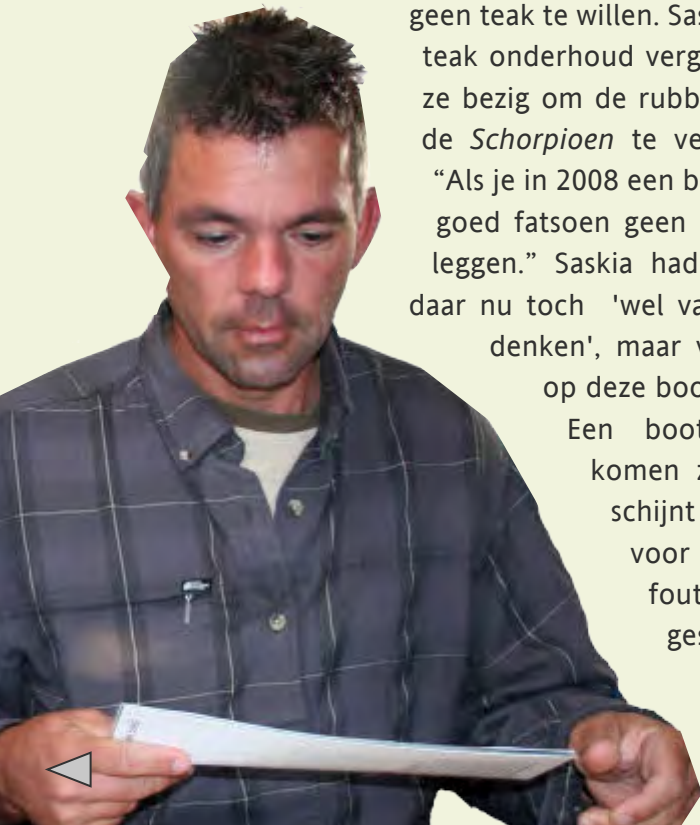 geen teak te willen. Sas
teak onderhoud verg
ze bezig om de rubb
de Schorpioen te ve
“Als je in 2008 een b
goed fatsoen geen
leggen.” Saskia had
daar nu toch 'wel va
denken', maar v
op deze boo
Een boot
komen z
schijnt
voor
fout
ges